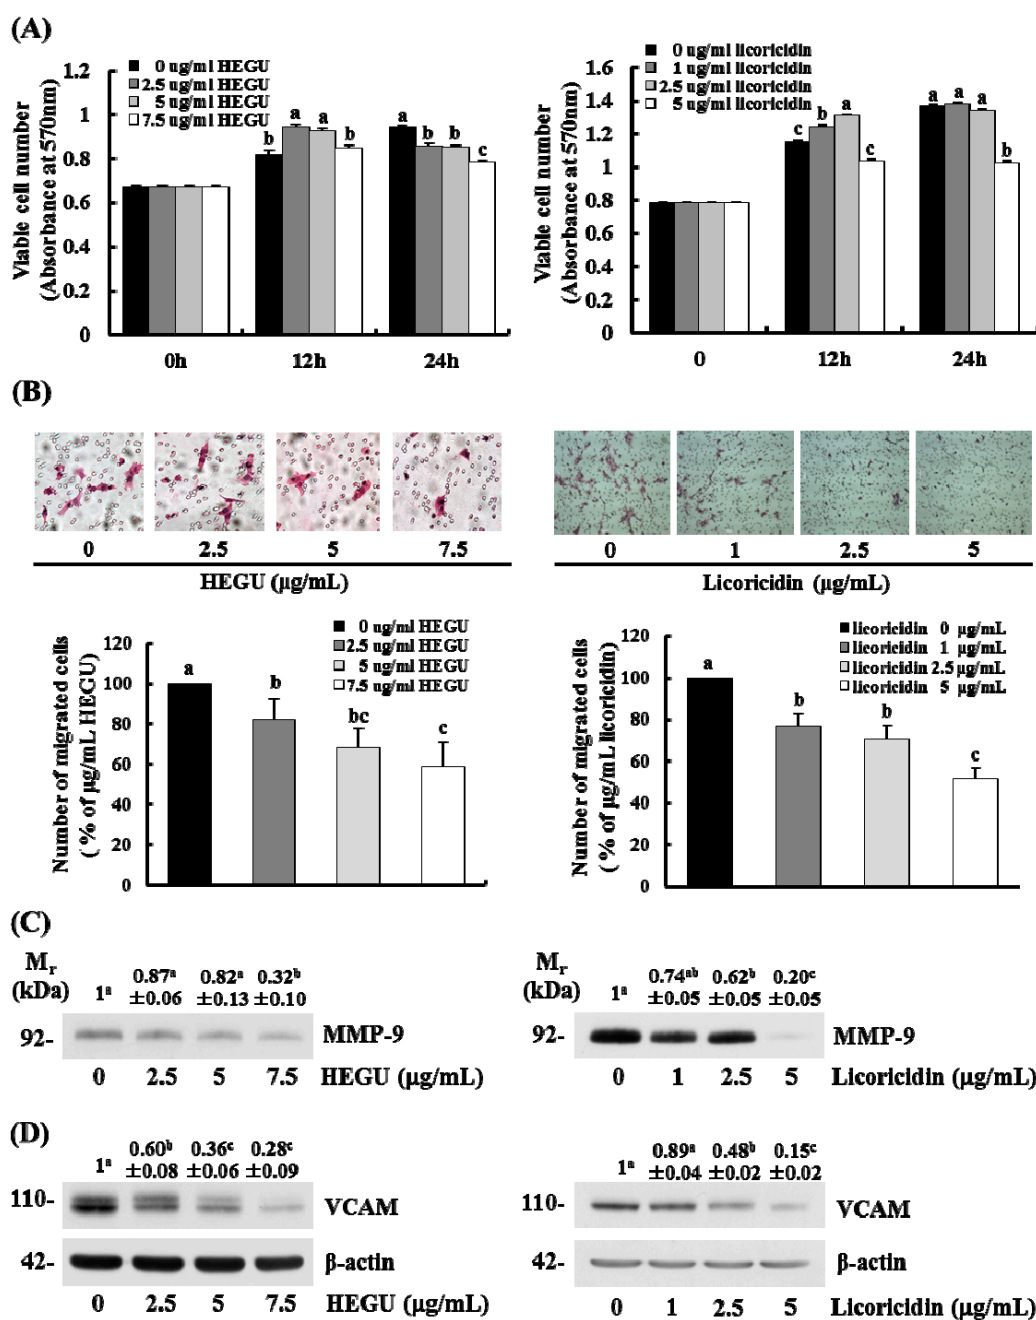 (A)
0 ug/ml HEGU
2.5 ug/ml HEGU
5 ug/ml HEGU
7.5 ug/ml HEGU
Viable cell number
(Absorbance at 570nm)
1.2
1
0.8
0.6
0.4
0.2
0
b a a b
a b b c
0h 12h 24h
0 ug/ml licoricidin
1 ug/ml licoricidin
2.5 ug/ml licoricidin
5 ug/ml licoricidin
Viable cell number
(Absorbance at 570nm)
1.6
1.4
1.2
1
0.8
0.6
0.4
0.2
0
c b a c
a a a b
0 12h 24h
(B)
0 2.5 5 7.5
HEGU (μg/mL)
0 1 2.5 5
Licoricidin (μg/mL)
0 ug/ml HEGU
2.5 ug/ml HEGU
5 ug/ml HEGU
7.5 ug/ml HEGU
Number of migrated cells
( % of μg/mL HEGU)
120
100
80
60
40
20
0
a b bc c
licoricidin 0 μg/mL
licoricidin 1 μg/mL
licoricidin 2.5 μg/mL
licoricidin 5 μg/mL
Number of migrated cells
( % of μg/mL licoricidin)
120
100
80
60
40
20
0
a b b c
(C)
Mr
(kDa)
1ᵃ 0.87ᵃ ±0.06 0.82ᵃ ±0.13 0.32ᵇ ±0.10
92- MMP-9
0 2.5 5 7.5 HEGU (μg/mL)
Mr
(kDa)
1ᵃ 0.74ᵃᵇ ±0.05 0.62ᵇ ±0.05 0.20ᶜ ±0.05
92- MMP-9
0 1 2.5 5 Licoricidin (μg/mL)
(D)
1ᵃ 0.60ᵇ ±0.08 0.36ᶜ ±0.06 0.28ᶜ ±0.09
110- VCAM
42- β-actin
0 2.5 5 7.5 HEGU (μg/mL)
1ᵃ 0.89ᵃ ±0.04 0.48ᵇ ±0.02 0.15ᶜ ±0.02
110- VCAM
42- β-actin
0 1 2.5 5 Licoricidin (μg/mL)